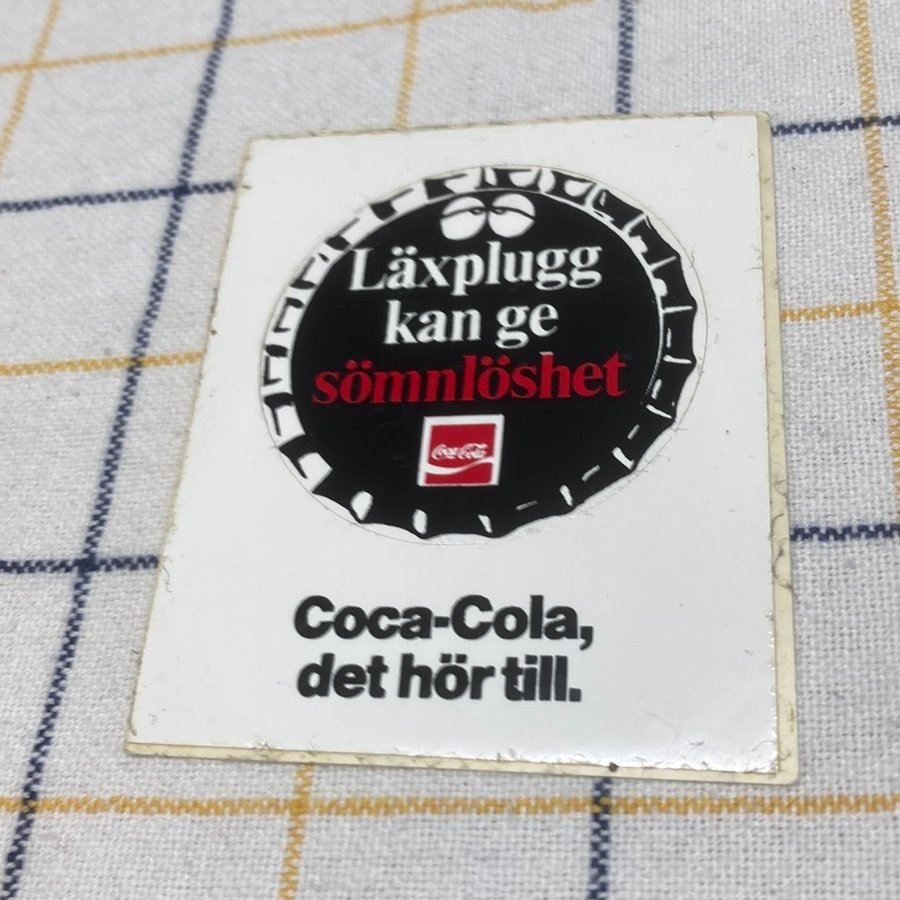 Läxplugg
kan ge
sömnlöshet
Coca-Cola
Coca-Cola,
det hör till.